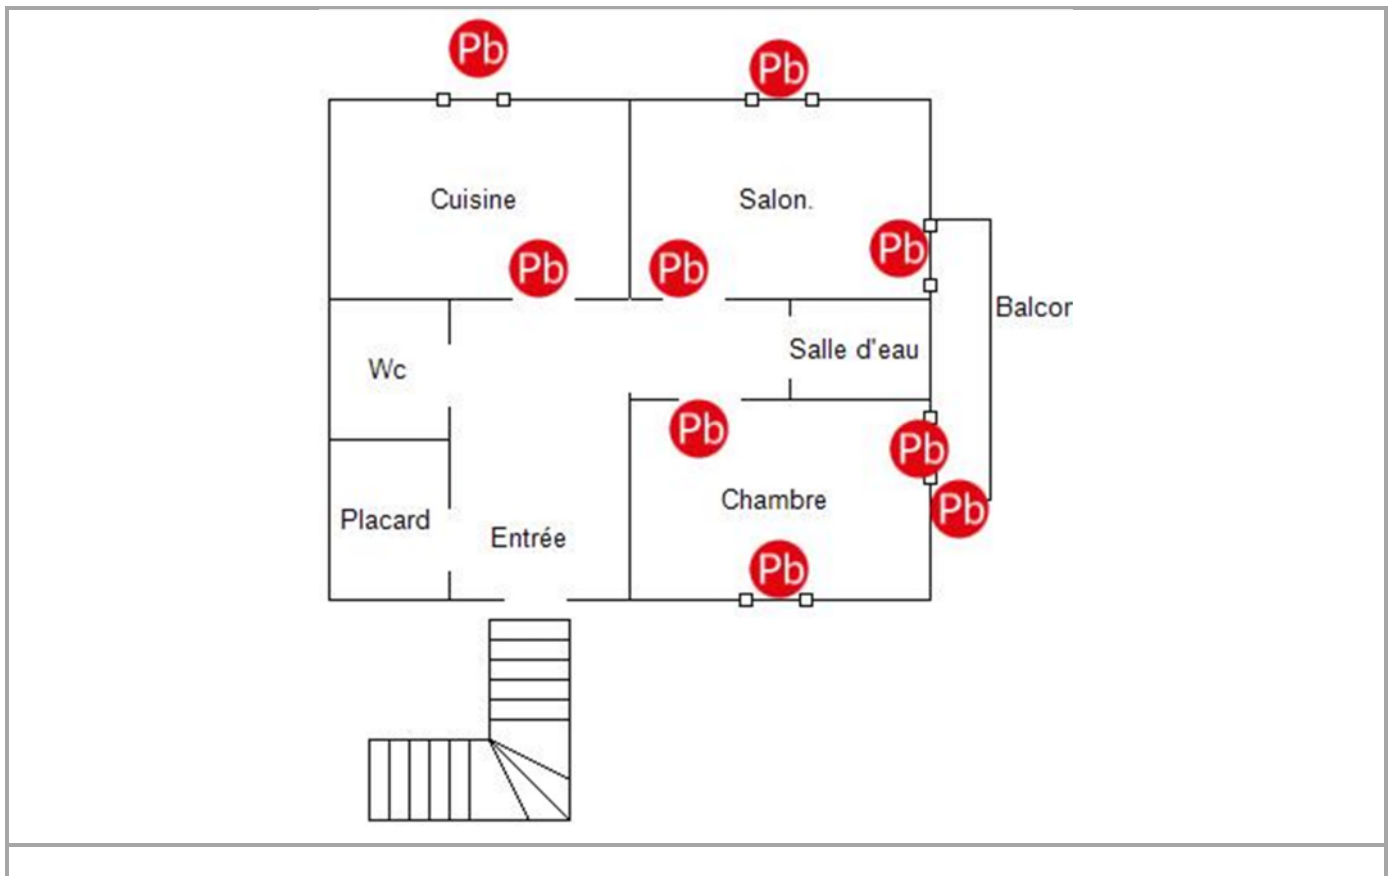 Pb
Pb
Cuisine
Salon.
Pb
Pb
Pb
Balcor
Wc
Salle d'eau
Pb
Pb
Placard
Chambre
Pb
Entrée
Pb